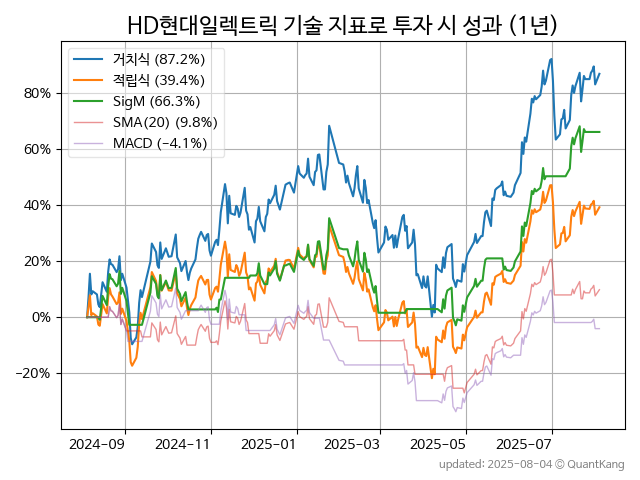 HD현대일렉트릭 기술 지표로 투자 시 성과 (1년)
거치식 (87.2%)
적립식 (39.4%)
SigM (66.3%)
SMA(20) (9.8%)
MACD (−4.1%)
80%
60%
40%
20%
0%
−20%
2024-09 2024-11 2025-01 2025-03 2025-05 2025-07
updated: 2025-08-04 © QuantKang